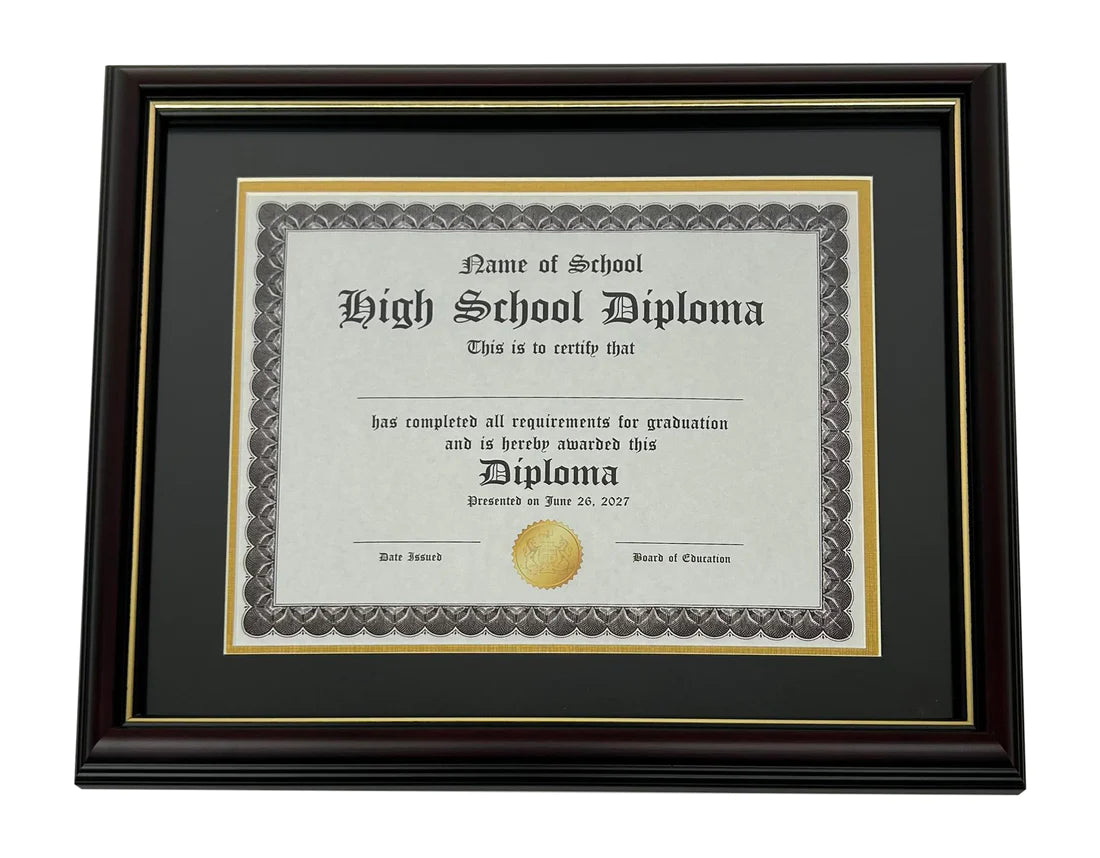 Name of School
High School Diploma
This is to certify that
has completed all requirements for graduation
and is hereby awarded this
Diploma
Presented on June 26, 2027
Date Issued
Board of Education